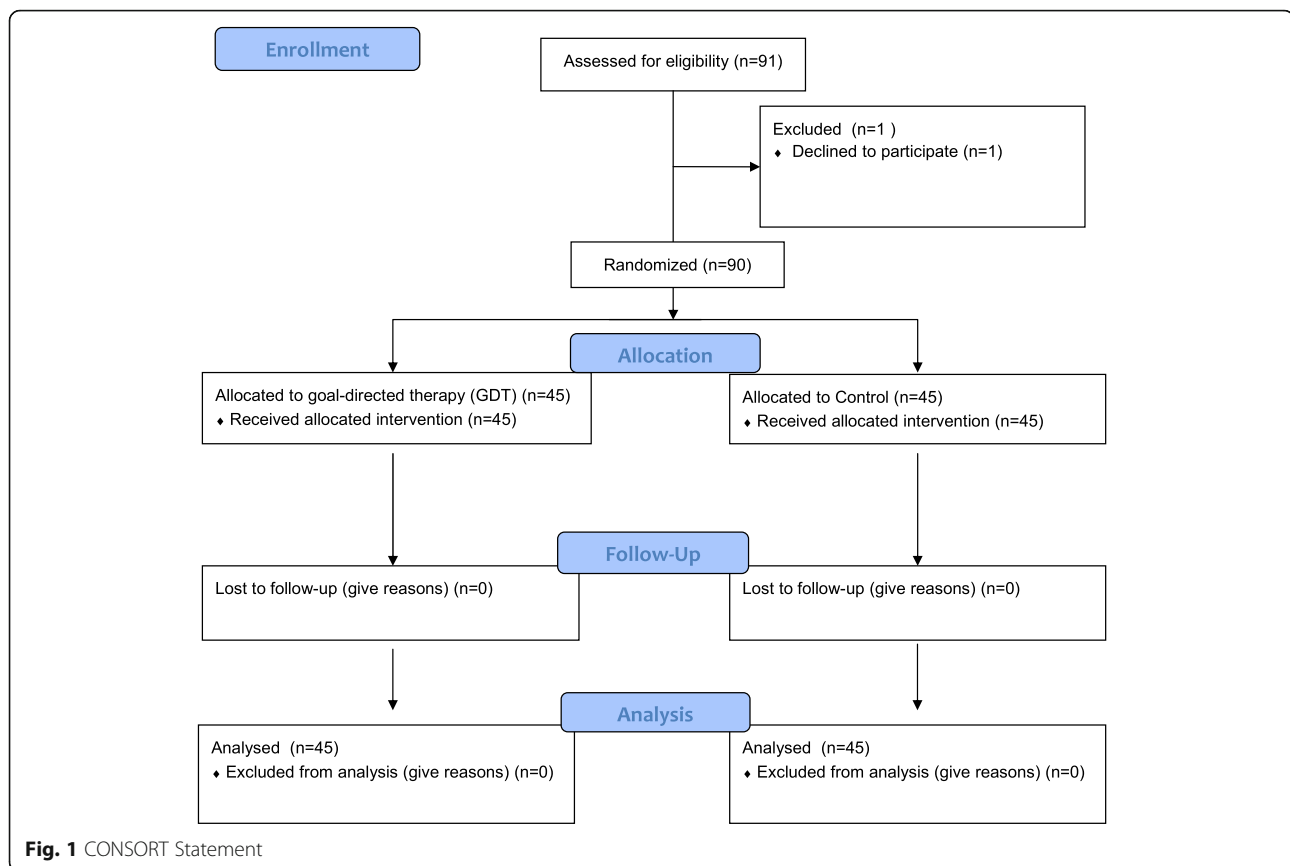 Enrollment
Assessed for eligibility (n=91)
Excluded (n=1 )
♦ Declined to participate (n=1)
Randomized (n=90)
Allocation
Allocated to goal-directed therapy (GDT) (n=45)
♦ Received allocated intervention (n=45)
Allocated to Control (n=45)
♦ Received allocated intervention (n=45)
Follow-Up
Lost to follow-up (give reasons) (n=0)
Lost to follow-up (give reasons) (n=0)
Analysis
Analysed (n=45)
♦ Excluded from analysis (give reasons) (n=0)
Analysed (n=45)
♦ Excluded from analysis (give reasons) (n=0)
Fig. 1 CONSORT Statement